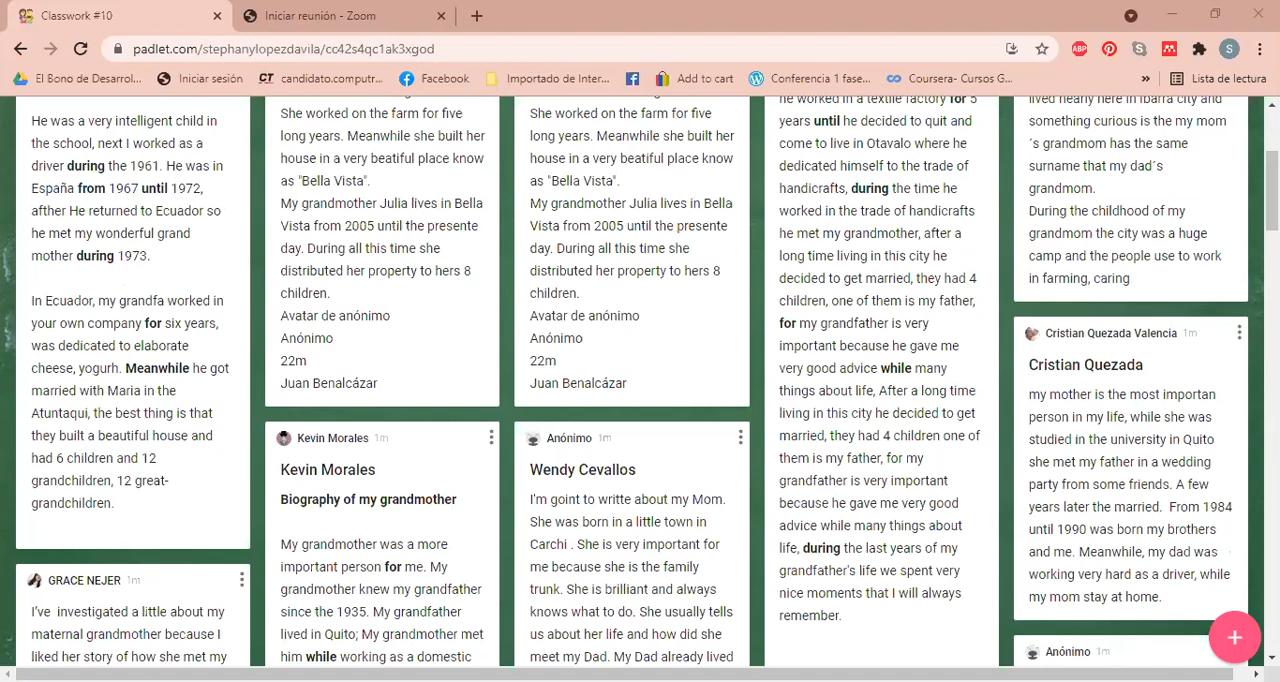 Classwork #10
Iniciar reunión - Zoom
padlet.com/stephanylopezdavila/cc42s4qc1ak3xgod
ABP
S
El Bono de Desarrol...
Iniciar sesión
CT candidato.computr...
Facebook
Importado de Inter...
Add to cart
Conferencia 1 fase...
Coursera- Cursos G...
»
Lista de lectura
He was a very intelligent child in
the school, next I worked as a
driver during the 1961. He was in
España from 1967 until 1972,
afther He returned to Ecuador so
he met my wonderful grand
mother during 1973.
In Ecuador, my grandfa worked in
your own company for six years,
was dedicated to elaborate
cheese, yogurh. Meanwhile he got
married with Maria in the
Atuntaqui, the best thing is that
they built a beautiful house and
had 6 children and 12
grandchildren, 12 great-
grandchildren.
GRACE NEJER 1m
I've investigated a little about my
maternal grandmother because I
liked her story of how she met my
She worked on the farm for five
long years. Meanwhile she built her
house in a very beatiful place know
as "Bella Vista".
My grandmother Julia lives in Bella
Vista from 2005 until the presente
day. During all this time she
distributed her property to hers 8
children.
Avatar de anónimo
Anónimo
22m
Juan Benalcázar
Kevin Morales 1m
Kevin Morales
Biography of my grandmother
My grandmother was a more
important person for me. My
grandmother knew my grandfather
since the 1935. My grandfather
lived in Quito; My grandmother met
him while working as a domestic
She worked on the farm for five
long years. Meanwhile she built her
house in a very beatiful place know
as "Bella Vista".
My grandmother Julia lives in Bella
Vista from 2005 until the presente
day. During all this time she
distributed her property to hers 8
children.
Avatar de anónimo
Anónimo
22m
Juan Benalcázar
Anónimo 1m
Wendy Cevallos
I'm goint to writte about my Mom.
She was born in a little town in
Carchi . She is very important for
me because she is the family
trunk. She is brilliant and always
knows what to do. She usually tells
us about her life and how did she
meet my Dad. My Dad already lived
he worked in a textile factory for 5
years until he decided to quit and
come to live in Otavalo where he
dedicated himself to the trade of
handicrafts, during the time he
worked in the trade of handicrafts
he met my grandmother, after a
long time living in this city he
decided to get married, they had 4
children, one of them is my father,
for my grandfather is very
important because he gave me
very good advice while many
things about life, After a long time
living in this city he decided to get
married, they had 4 children one of
them is my father, for my
grandfather is very important
because he gave me very good
advice while many things about
life, during the last years of my
grandfather's life we spent very
nice moments that I will always
remember.
lived nearly here in Ibarra city and
something curious is the my mom
´s grandmom has the same
surname that my dad´s
grandmom.
During the childhood of my
grandmom the city was a huge
camp and the people use to work
in farming, caring
Cristian Quezada Valencia 1m
Cristian Quezada
my mother is the most importan
person in my life, while she was
studied in the university in Quito
she met my father in a wedding
party from some friends. A few
years later the married. From 1984
until 1990 was born my brothers
and me. Meanwhile, my dad was
working very hard as a driver, while
my mom stay at home.
Anónimo 1m